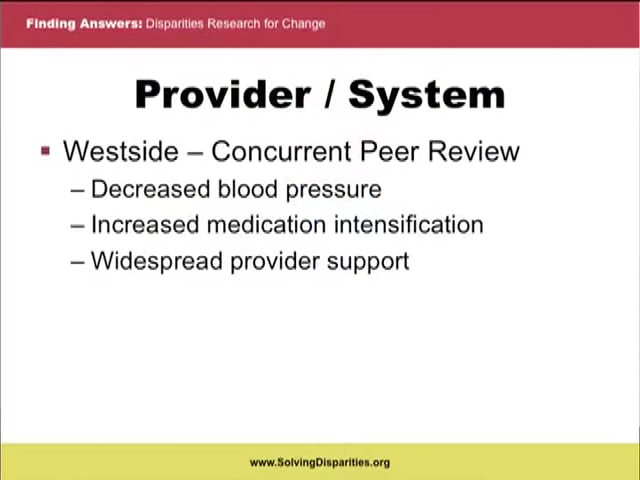 Finding Answers: Disparities Research for Change
Provider / System
▪ Westside – Concurrent Peer Review
– Decreased blood pressure
– Increased medication intensification
– Widespread provider support
www.SolvingDisparities.org